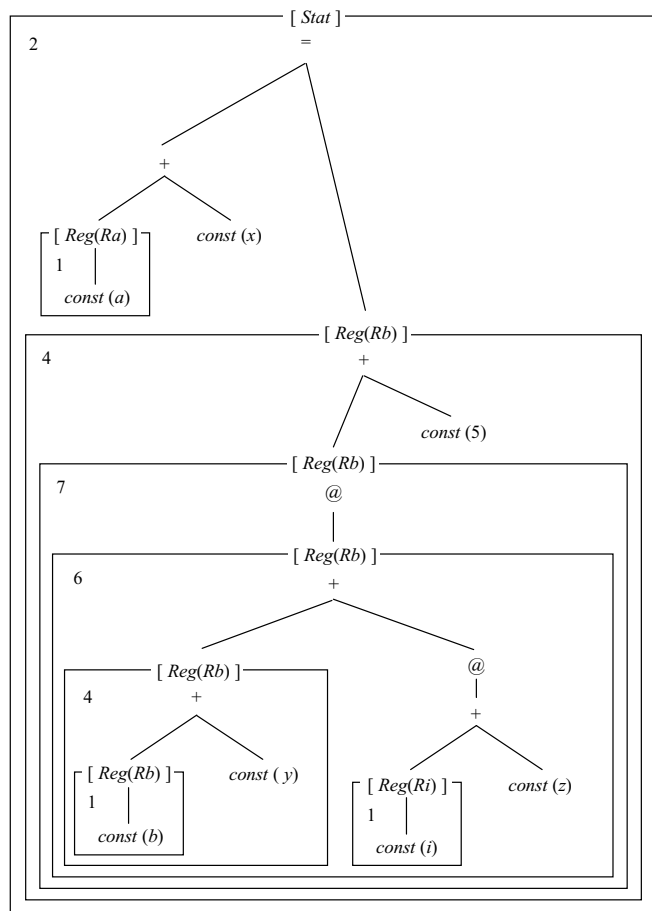 [ Stat ]
2
=
+
[ Reg(Ra) ] const (x)
1
const (a)
[ Reg(Rb) ]
4 +
const (5)
[ Reg(Rb) ]
7
@
[ Reg(Rb) ]
6
+
[ Reg(Rb) ] @
4 + +
[ Reg(Rb) ] const ( y) [ Reg(Ri) ] const (z)
1 1
const (b) const (i)